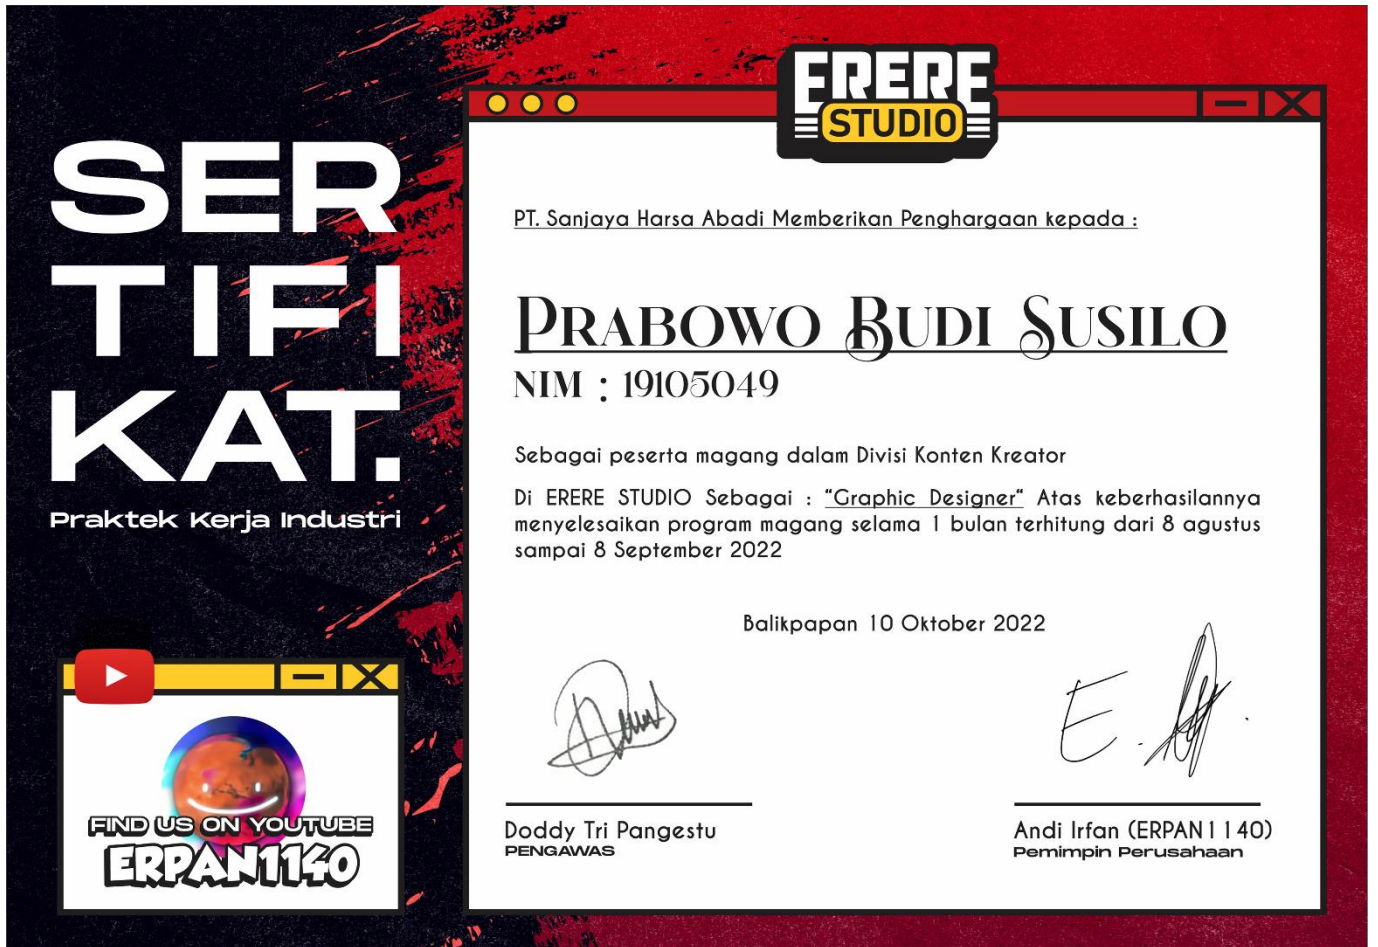 SER
TIFI
KAT.
Praktek Kerja Industri
FIND US ON YOUTUBE
ERPAN1140
ERERE
STUDIO
PT. Sanjaya Harsa Abadi Memberikan Penghargaan kepada :
PRABOWO BUDI SUSILO
NIM : 19105049
Sebagai peserta magang dalam Divisi Konten Kreator
Di ERERE STUDIO Sebagai : “Graphic Designer“ Atas keberhasilannya
menyelesaikan program magang selama 1 bulan terhitung dari 8 agustus
sampai 8 September 2022
Balikpapan 10 Oktober 2022
Doddy Tri Pangestu
PENGAWAS
Andi Irfan (ERPAN1140)
Pemimpin Perusahaan